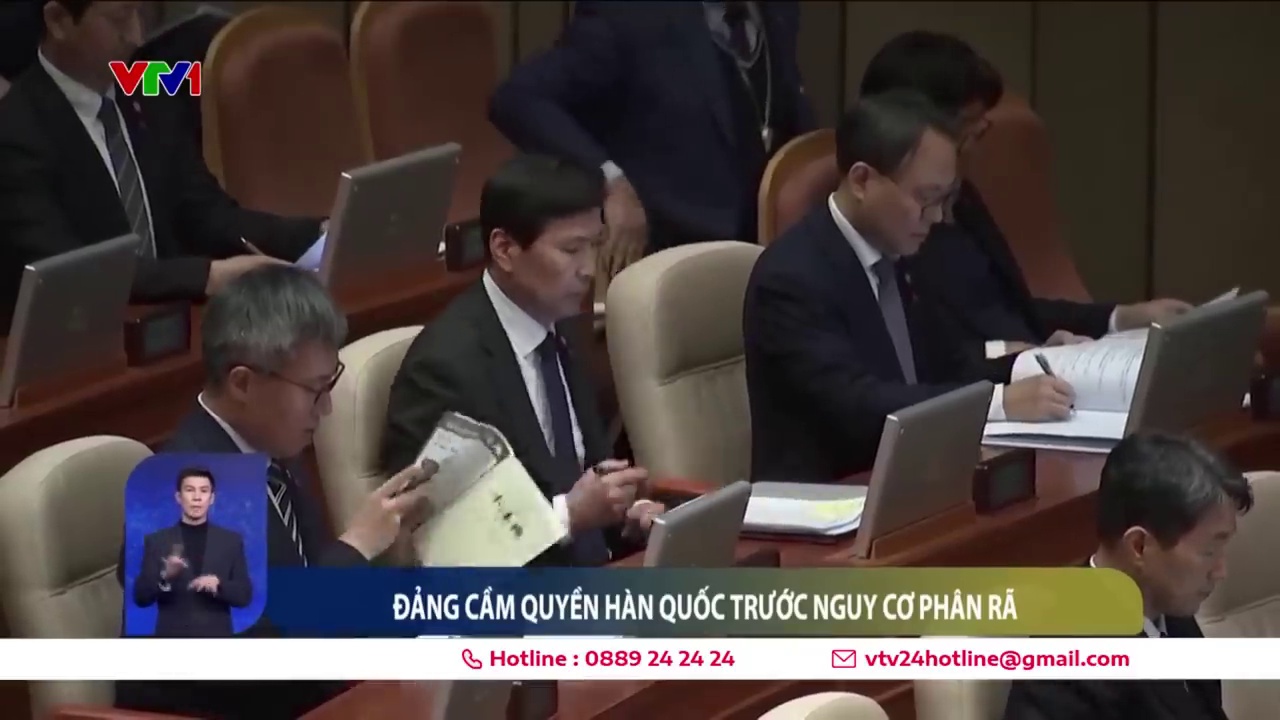 VTV1
ĐẢNG CẦM QUYỀN HÀN QUỐC TRƯỚC NGUY CƠ PHÂN RÃ
Hotline : 0889 24 24 24
vtv24hotline@gmail.com